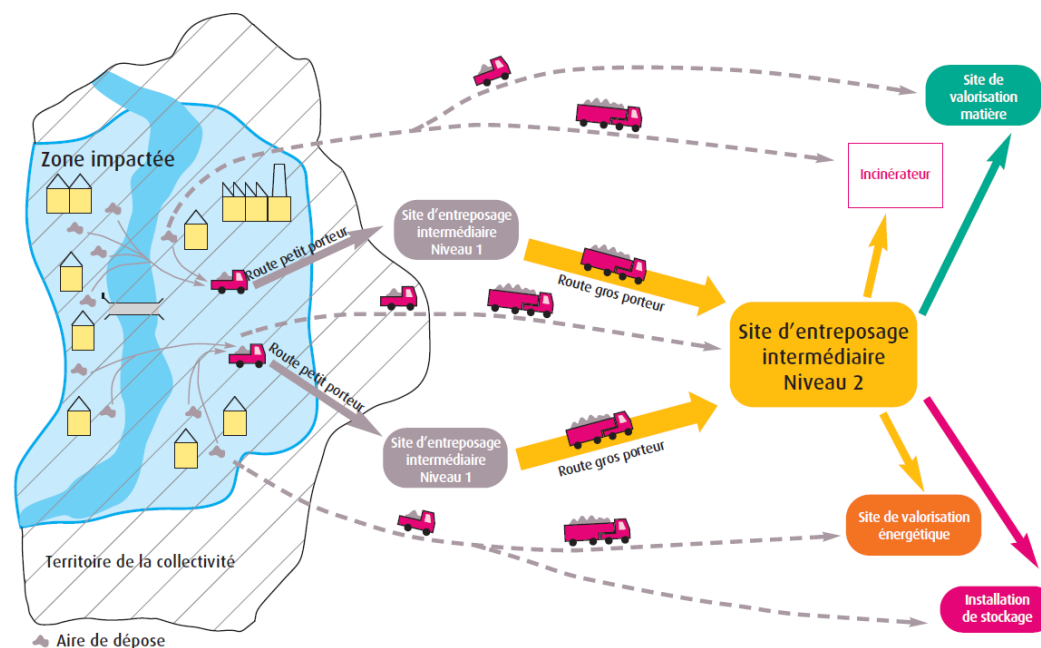 Site de
valorisation
matière
Zone impactée
Incinérateur
Site d'entreposage
intermédiaire
Niveau 1
Route petit porteur
Route gros porteur
Site d'entreposage
intermédiaire
Niveau 2
Route petit porteur
Site d'entreposage
intermédiaire
Niveau 1
Route gros porteur
Site de valorisation
énergétique
Territoire de la collectivité
Installation
de stockage
Aire de dépose